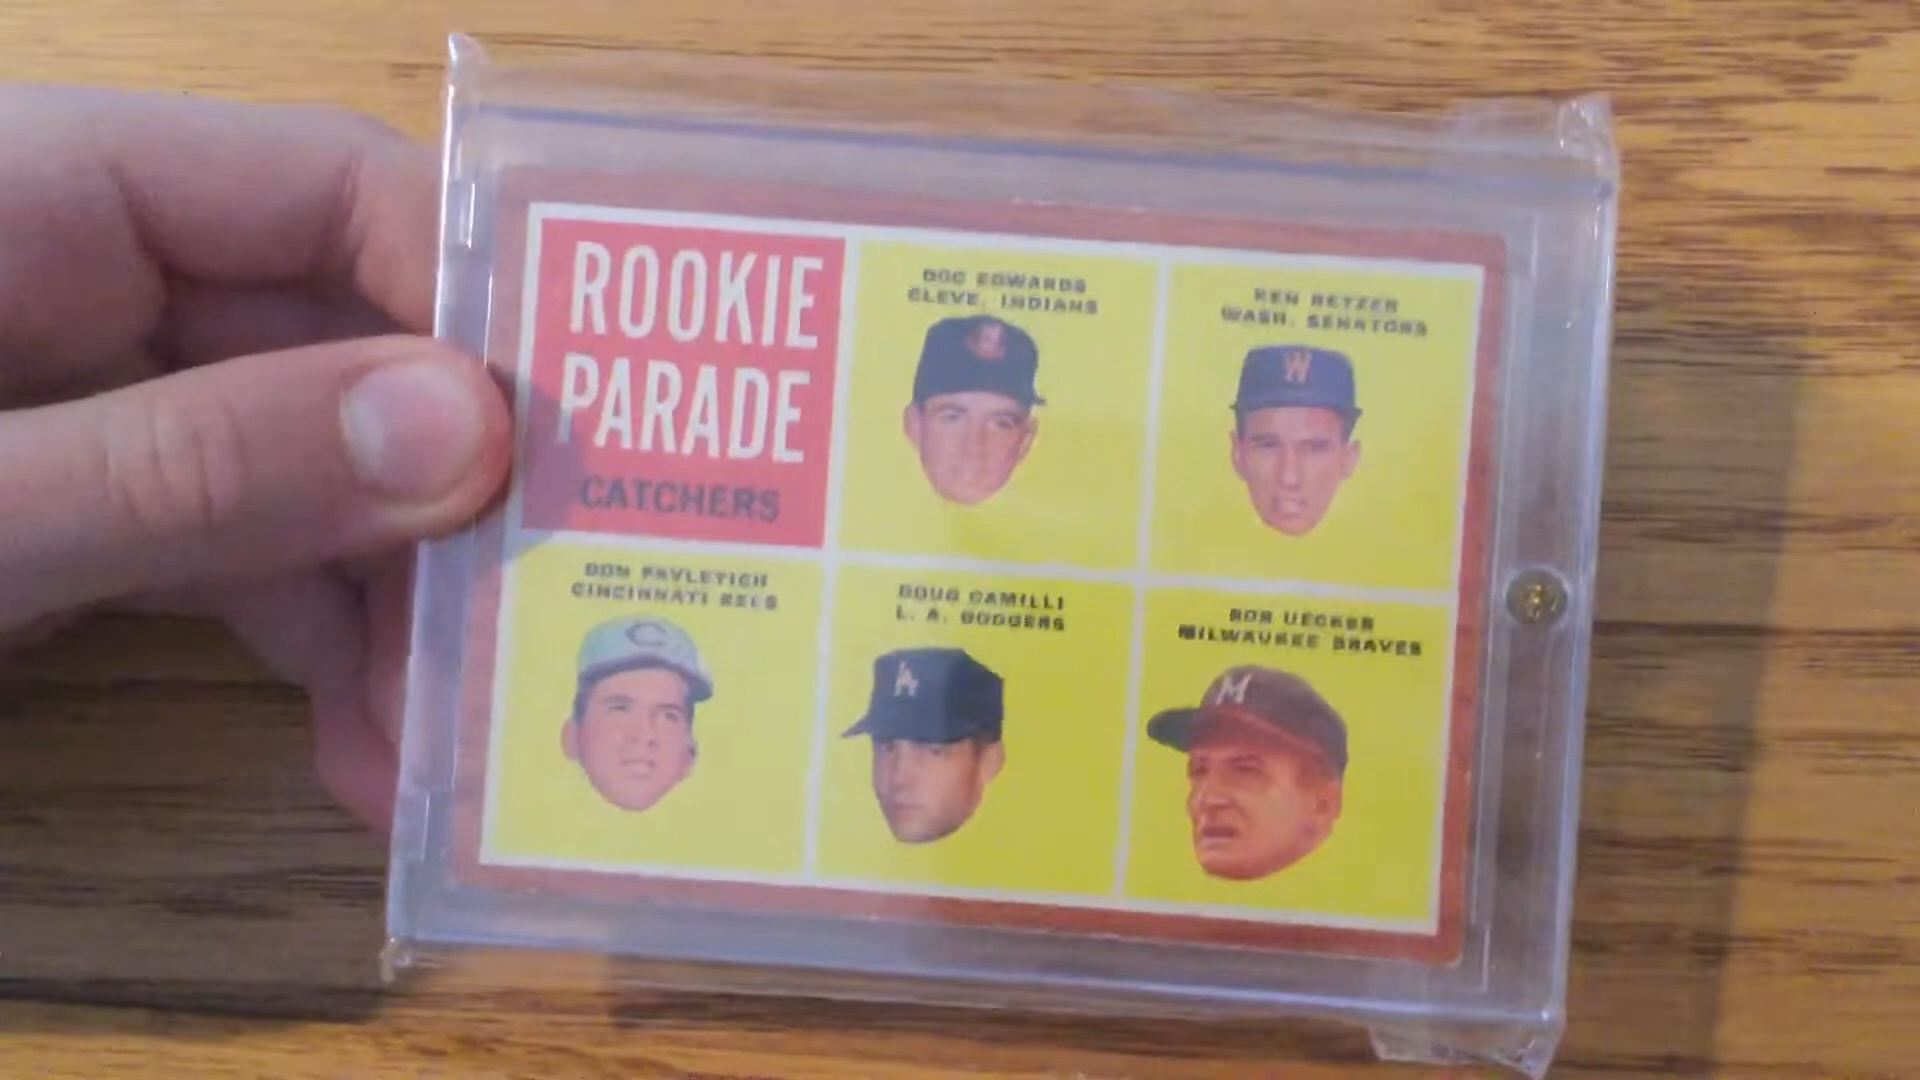 ROOKIE
PARADE
CATCHERS
DOC EDWARDS
CLEVE. INDIANS
KEN RETZER
WASH. SENATORS
W
DON PAVLETICH
CINCINNATI REDS
C
DOUG CAMILLI
L. A. DODGERS
LA
BOB UECKER
MILWAUKEE BRAVES
M